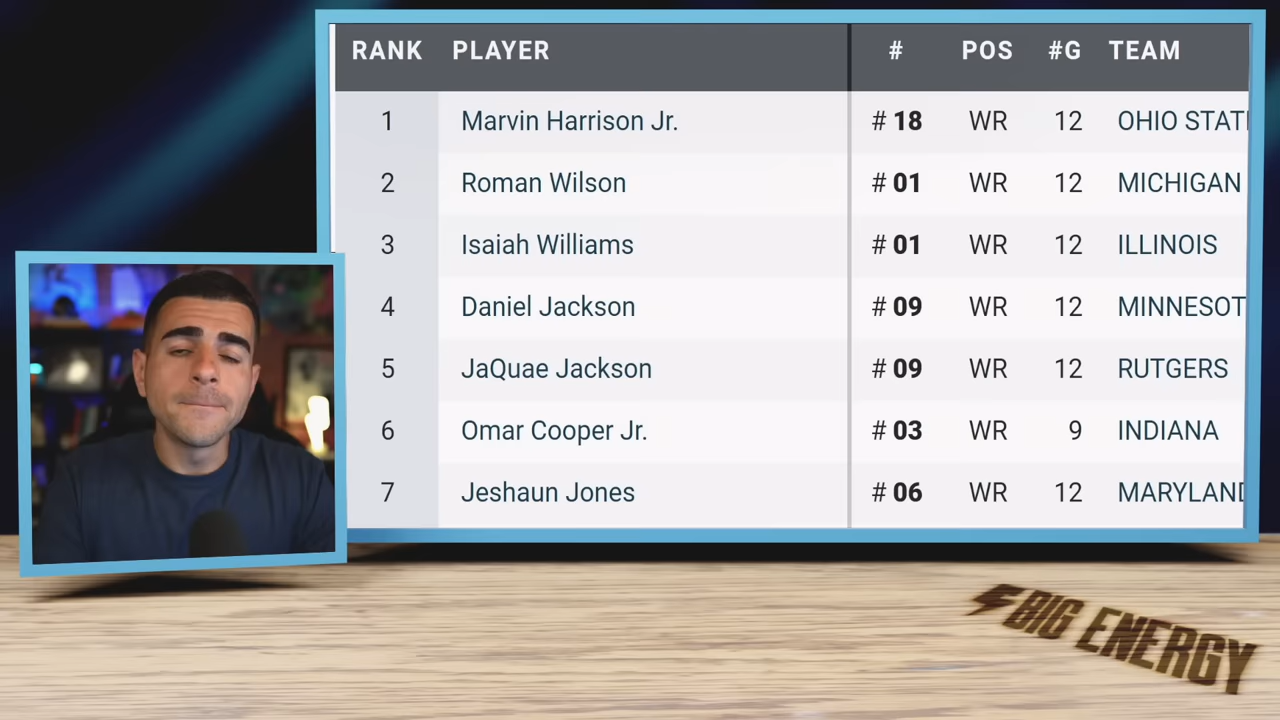 RANK PLAYER # POS #G TEAM
1 Marvin Harrison Jr. # 18 WR 12 OHIO STAT
2 Roman Wilson # 01 WR 12 MICHIGAN
3 Isaiah Williams # 01 WR 12 ILLINOIS
4 Daniel Jackson # 09 WR 12 MINNESOT
5 JaQuae Jackson # 09 WR 12 RUTGERS
6 Omar Cooper Jr. # 03 WR 9 INDIANA
7 Jeshaun Jones # 06 WR 12 MARYLAND
BIG ENERGY